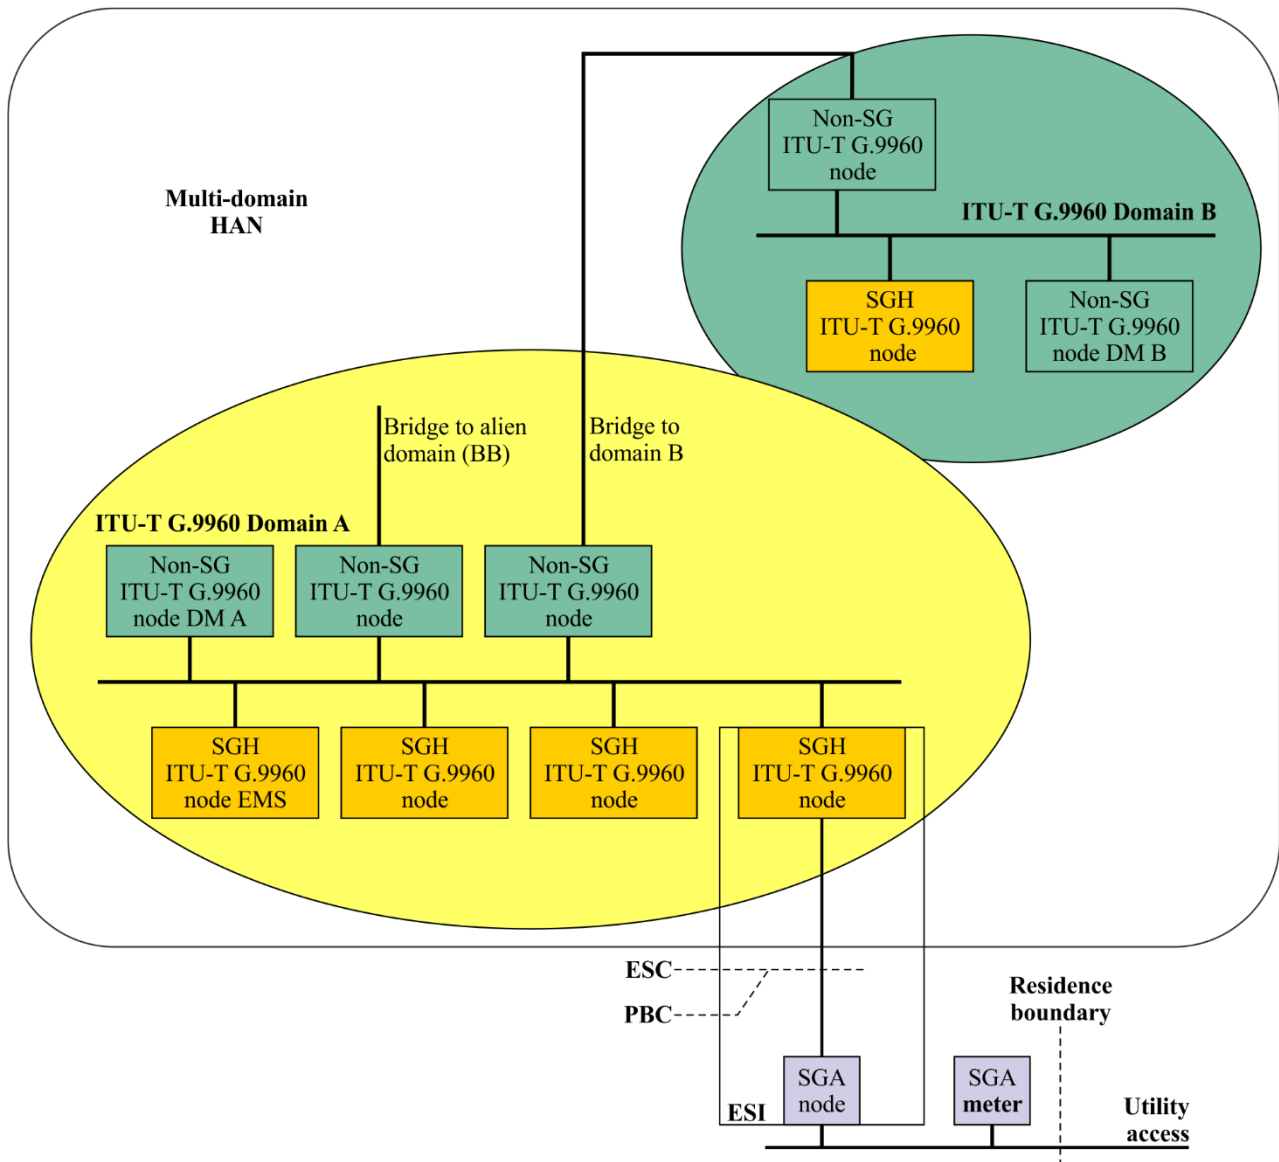 Non-SG
ITU-T G.9960
node
Multi-domain
HAN
ITU-T G.9960 Domain B
SGH
ITU-T G.9960
node
Non-SG
ITU-T G.9960
node DM B
Bridge to alien
domain (BB)
Bridge to
domain B
ITU-T G.9960 Domain A
Non-SG
ITU-T G.9960
node DM A
Non-SG
ITU-T G.9960
node
Non-SG
ITU-T G.9960
node
SGH
ITU-T G.9960
node EMS
SGH
ITU-T G.9960
node
SGH
ITU-T G.9960
node
SGH
ITU-T G.9960
node
ESC
PBC
Residence
boundary
SGA
node
SGA
meter
ESI
Utility
access